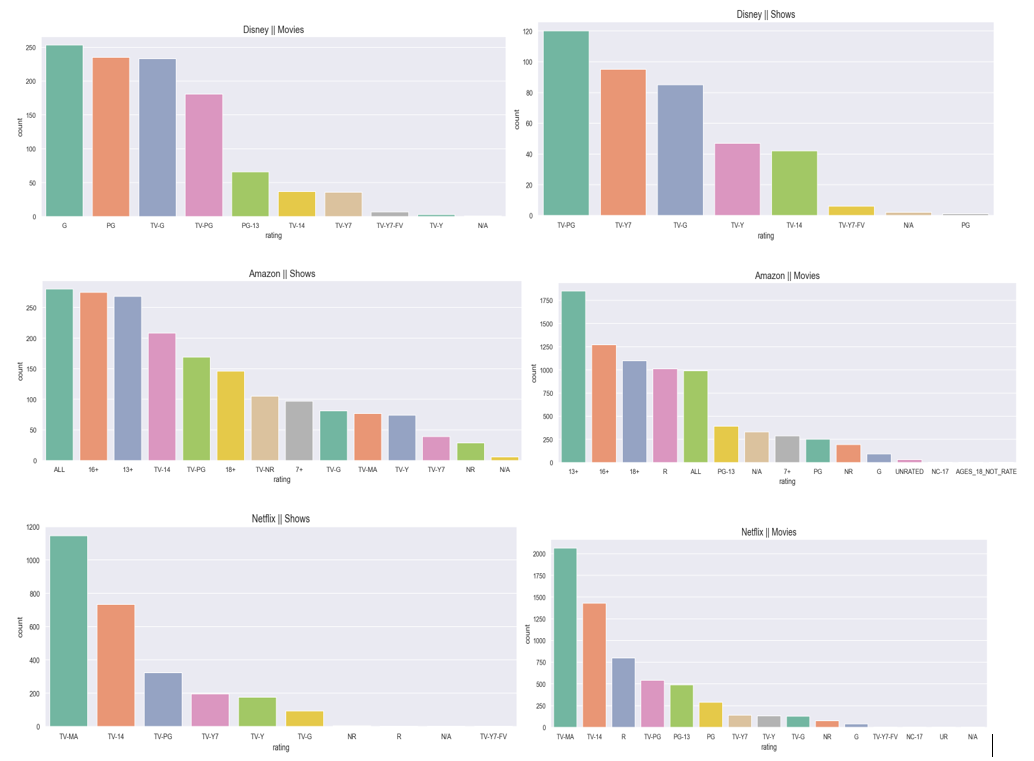 Disney || Movies
250
200
150
100
50
0
count
G PG TV-G TV-PG PG-13 TV-14 TV-Y7 TV-Y7-FV TV-Y N/A
rating
Disney || Shows
120
100
80
60
40
20
0
count
TV-PG TV-Y7 TV-G TV-Y TV-14 TV-Y7-FV N/A PG
rating
Amazon || Shows
250
200
150
100
50
0
count
ALL 16+ 13+ TV-14 TV-PG 18+ TV-NR 7+ TV-G TV-MA TV-Y TV-Y7 NR N/A
rating
Amazon || Movies
1750
1500
1250
1000
750
500
250
0
count
13+ 16+ 18+ R ALL PG-13 N/A 7+ PG NR G UNRATED NC-17 AGES_18_NOT_RATE
rating
Netflix || Shows
1200
1000
800
600
400
200
0
count
TV-MA TV-14 TV-PG TV-Y7 TV-Y TV-G NR R N/A TV-Y7-FV
rating
Netflix || Movies
2000
1750
1500
1250
1000
750
500
250
0
count
TV-MA TV-14 R TV-PG PG-13 PG TV-Y7 TV-Y TV-G NR G TV-Y7-FV NC-17 UR N/A
rating